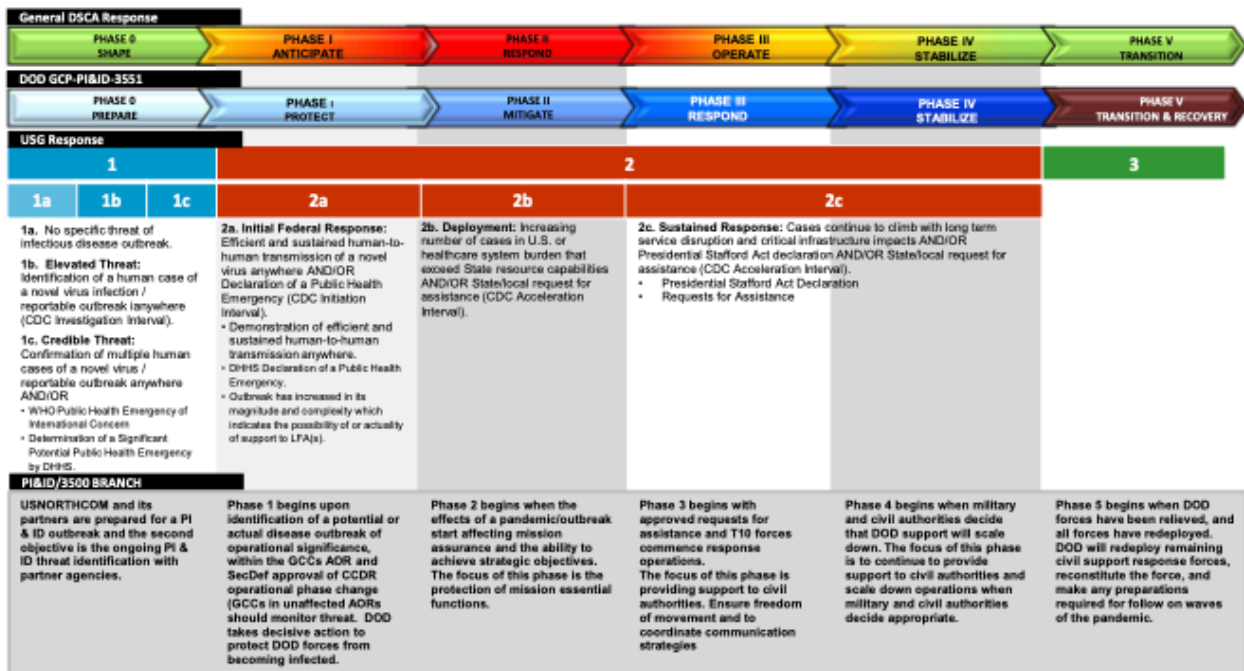 General DSCA Response
PHASE 0
SHAPE
PHASE I
ANTICIPATE
PHASE II
RESPOND
PHASE III
OPERATE
PHASE IV
STABILIZE
PHASE V
TRANSITION
DOD GCP-PI&ID-3551
PHASE 0
PREPARE
PHASE I
PROTECT
PHASE II
MITIGATE
PHASE III
RESPOND
PHASE IV
STABILIZE
PHASE V
TRANSITION & RECOVERY
USG Response
1
2
3
1a
1b
1c
2a
2b
2c
1a. No specific threat of
infectious disease outbreak.
1b. Elevated Threat:
Identification of a human case of
a novel virus infection /
reportable outbreak ianywhere
(CDC Investigation Interval).
1c. Credible Threat:
Confirmation of multiple human
cases of a novel virus /
reportable outbreak anywhere
AND/OR
• WHO Public Health Emergency of
International Concern
• Determination of a Significant
Potential Public Health Emergency
by DHHS.
2a. Initial Federal Response:
Efficient and sustained human-to-
human transmission of a novel
virus anywhere AND/OR
Declaration of a Public Health
Emergency (CDC Initiation
Interval).
• Demonstration of efficient and
sustained human-to-human
transmission anywhere.
• DHHS Declaration of a Public Health
Emergency.
• Outbreak has increased in its
magnitude and complexity which
indicates the possibility of or actuality
of support to LFA(s).
2b. Deployment: Increasing
number of cases in U.S. or
healthcare system burden that
exceed State resource capabilities
AND/OR State/local request for
assistance (CDC Acceleration
Interval).
2c. Sustained Response: Cases continue to climb with long term
service disruption and critical infrastructure impacts AND/OR
Presidential Stafford Act declaration AND/OR State/local request for
assistance (CDC Acceleration Interval).
• Presidential Stafford Act Declaration
• Requests for Assistance
PI&ID/3500 BRANCH
USNORTHCOM and its
partners are prepared for a PI
& ID outbreak and the second
objective is the ongoing PI &
ID threat identification with
partner agencies.
Phase 1 begins upon
identification of a potential or
actual disease outbreak of
operational significance,
within the GCCs AOR and
SecDef approval of CCDR
operational phase change
(GCCs in unaffected AORs
should monitor threat. DOD
takes decisive action to
protect DOD forces from
becoming infected.
Phase 2 begins when the
effects of a pandemic/outbreak
start affecting mission
assurance and the ability to
achieve strategic objectives.
The focus of this phase is the
protection of mission essential
functions.
Phase 3 begins with
approved requests for
assistance and T10 forces
commence response
operations.
The focus of this phase is
providing support to civil
authorities. Ensure freedom
of movement and to
coordinate communication
strategies
Phase 4 begins when military
and civil authorities decide
that DOD support will scale
down. The focus of this phase
is to continue to provide
support to civil authorities and
scale down operations when
military and civil authorities
decide appropriate.
Phase 5 begins when DOD
forces have been relieved, and
all forces have redeployed.
DOD will redeploy remaining
civil support response forces,
reconstitute the force, and
make any preparations
required for follow on waves
of the pandemic.